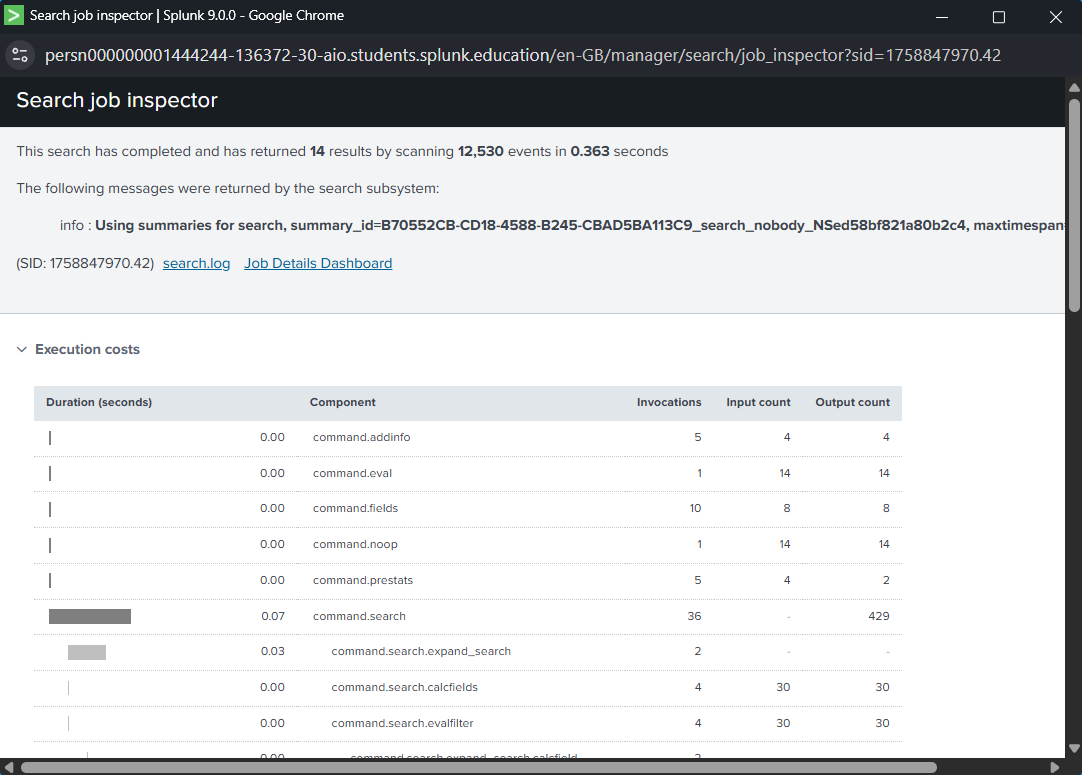 Search job inspector | Splunk 9.0.0 - Google Chrome
persn000000001444244-136372-30-aio.students.splunk.education/en-GB/manager/search/job_inspector?sid=1758847970.42
Search job inspector
This search has completed and has returned 14 results by scanning 12,530 events in 0.363 seconds
The following messages were returned by the search subsystem:
info : Using summaries for search, summary_id=B70552CB-CD18-4588-B245-CBAD5BA113C9_search_nobody_NSed58bf821a80b2c4, maxtimespan=
(SID: 1758847970.42) search.log Job Details Dashboard
Execution costs
Duration (seconds) Component Invocations Input count Output count
0.00 command.addinfo 5 4 4
0.00 command.eval 1 14 14
0.00 command.fields 10 8 8
0.00 command.noop 1 14 14
0.00 command.prestats 5 4 2
0.07 command.search 36 - 429
0.03 command.search.expand_search 2 - -
0.00 command.search.calcfields 4 30 30
0.00 command.search.evalfilter 4 30 30
0.00 command.search.expand_search.calcfield 2